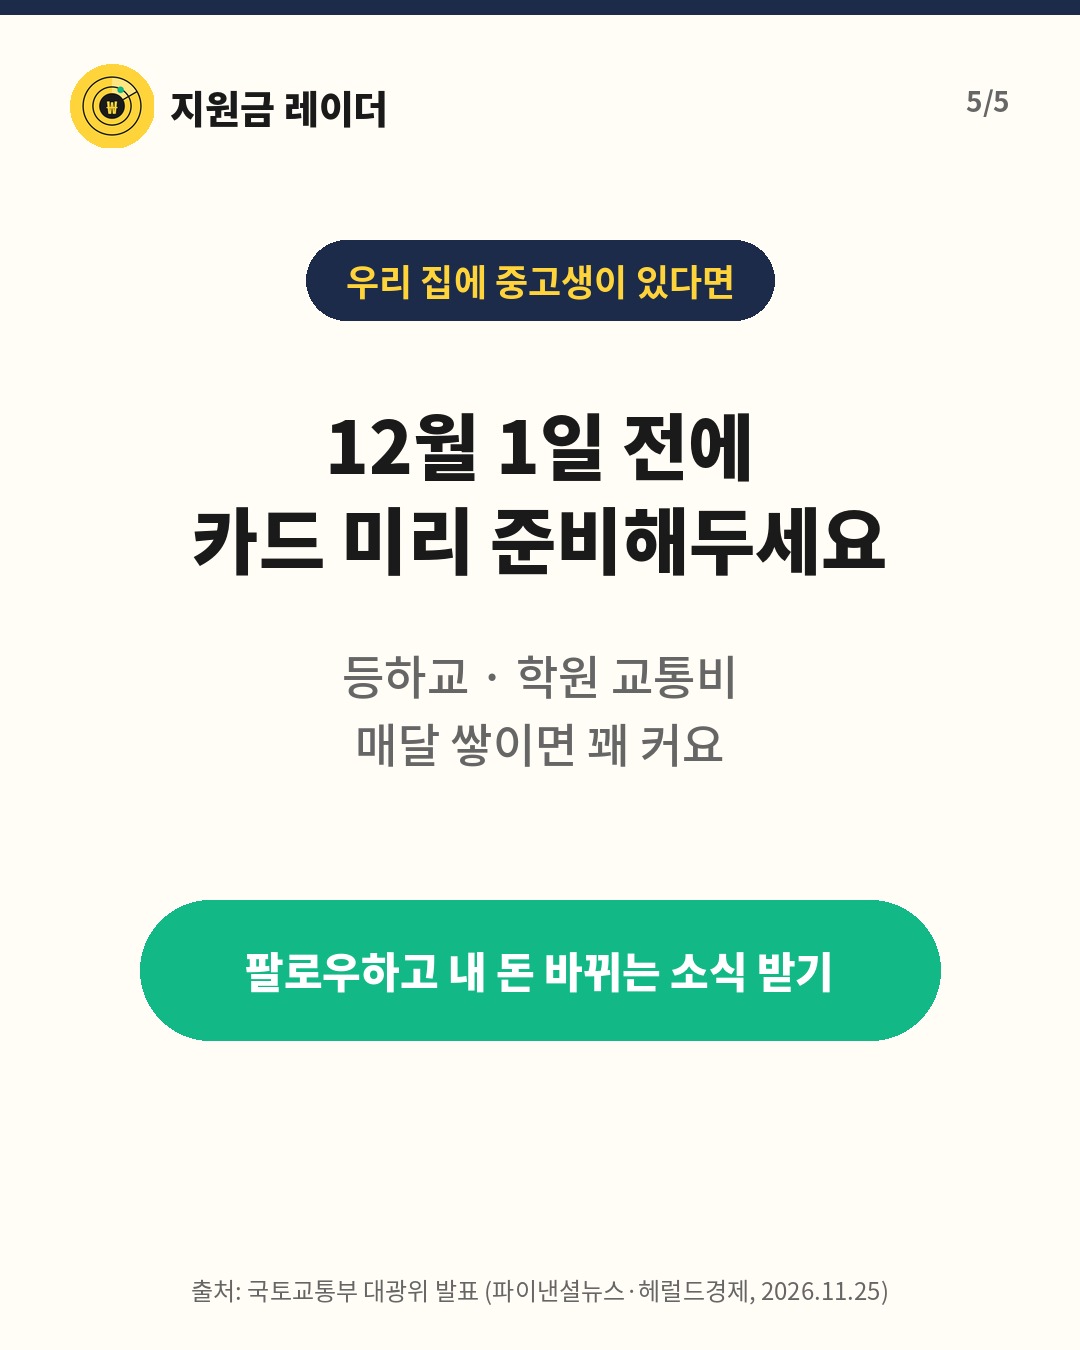 ₩
지원금 레이더
5/5
우리 집에 중고생이 있다면
12월 1일 전에
카드 미리 준비해두세요
등하교 · 학원 교통비
매달 쌓이면 꽤 커요
팔로우하고 내 돈 바뀌는 소식 받기
출처: 국토교통부 대광위 발표 (파이낸셜뉴스·헤럴드경제, 2026.11.25)